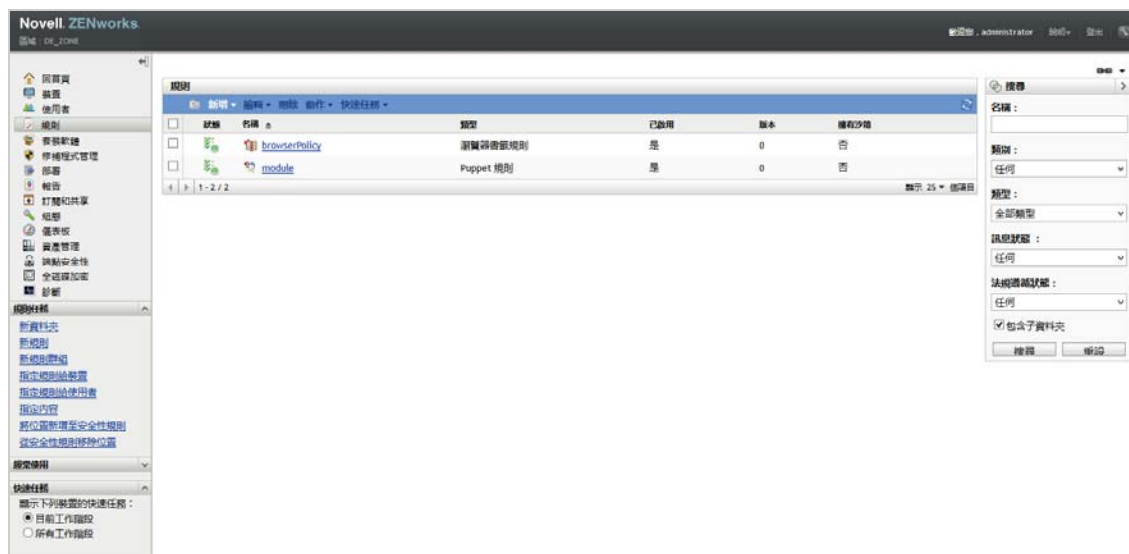 Novell. ZENworks.
區域：DE_ZONE
歡迎您，administrator 說明 登出
回首頁
裝置
使用者
規則
套裝軟體
修補程式管理
部署
報告
訂閱和共享
組態
儀表板
資產管理
端點安全性
全磁碟加密
診斷
規則任務
新資料夾
新規則
新規則群組
指定規則給裝置
指定規則給使用者
指定內容
將位置新增至安全性規則
從安全性規則移除位置
經常使用
快速任務
顯示下列裝置的快速任務：
目前工作階段
所有工作階段
規則
新增 編輯 刪除 動作 快速任務
狀態 名稱 類型 已啟用 版本 擁有沙箱
browserPolicy 瀏覽器書籤規則 是 0 否
module Puppet 規則 是 0 否
1 - 2 / 2 顯示 25 個項目
搜尋
名稱：
類別：
任何
類型：
全部類型
訊息狀態：
任何
法規遵循狀態：
任何
包含子資料夾
搜尋 重設